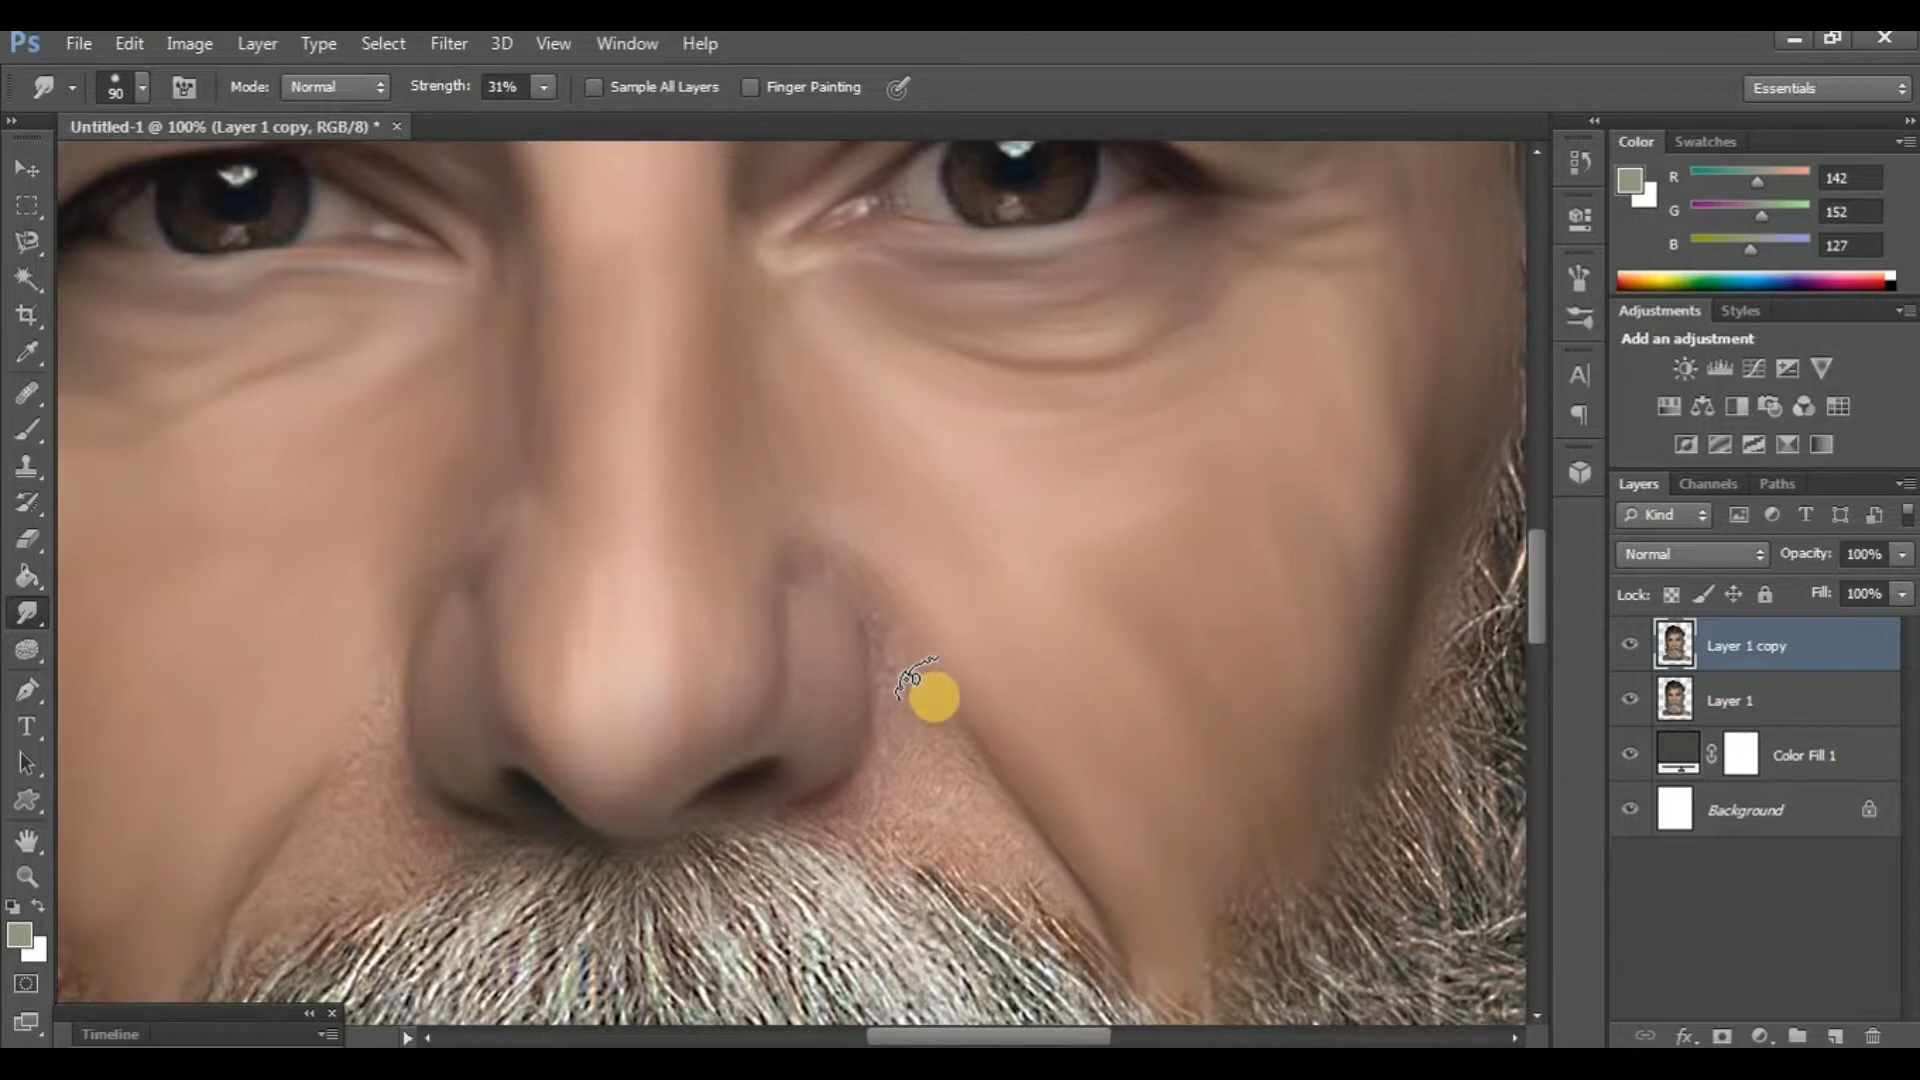 Ps File Edit Image Layer Type Select Filter 3D View Window Help
90 Mode: Normal Strength: 31% Sample All Layers Finger Painting Essentials
Untitled-1 @ 100% (Layer 1 copy, RGB/8) *
Color Swatches
R 142
G 152
B 127
Adjustments Styles
Add an adjustment
Layers Channels Paths
Kind
Normal Opacity: 100%
Lock: Fill: 100%
Layer 1 copy
Layer 1
Color Fill 1
Background
Timeline